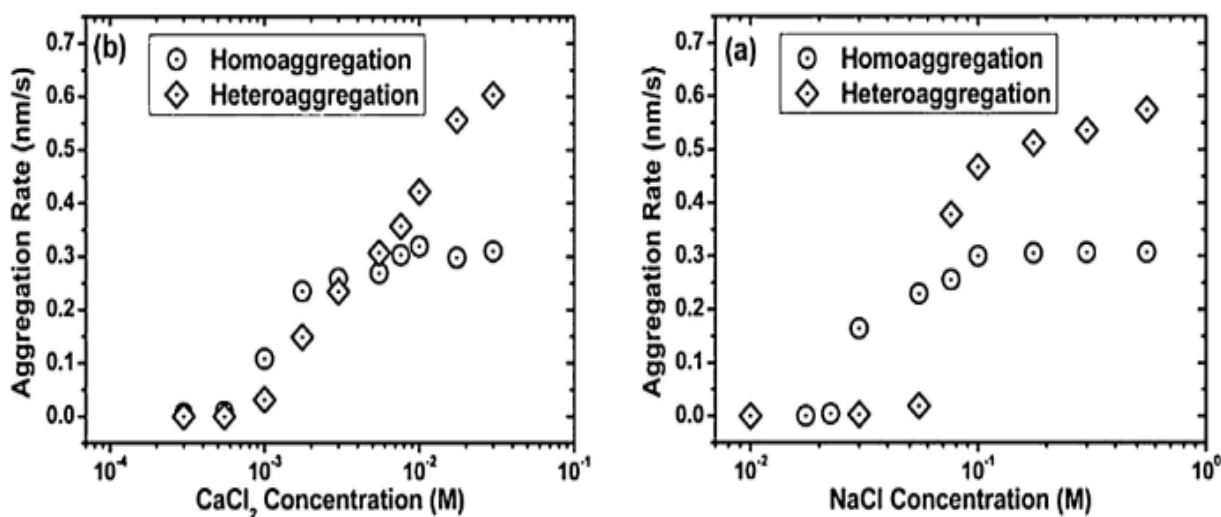 (b)
Homoaggregation
Heteroaggregation
Aggregation Rate (nm/s)
0.7
0.6
0.5
0.4
0.3
0.2
0.1
0.0
10⁻⁴
10⁻³
10⁻²
10⁻¹
CaCl₂ Concentration (M)
(a)
Homoaggregation
Heteroaggregation
Aggregation Rate (nm/s)
0.7
0.6
0.5
0.4
0.3
0.2
0.1
0.0
10⁻²
10⁻¹
10⁰
NaCl Concentration (M)